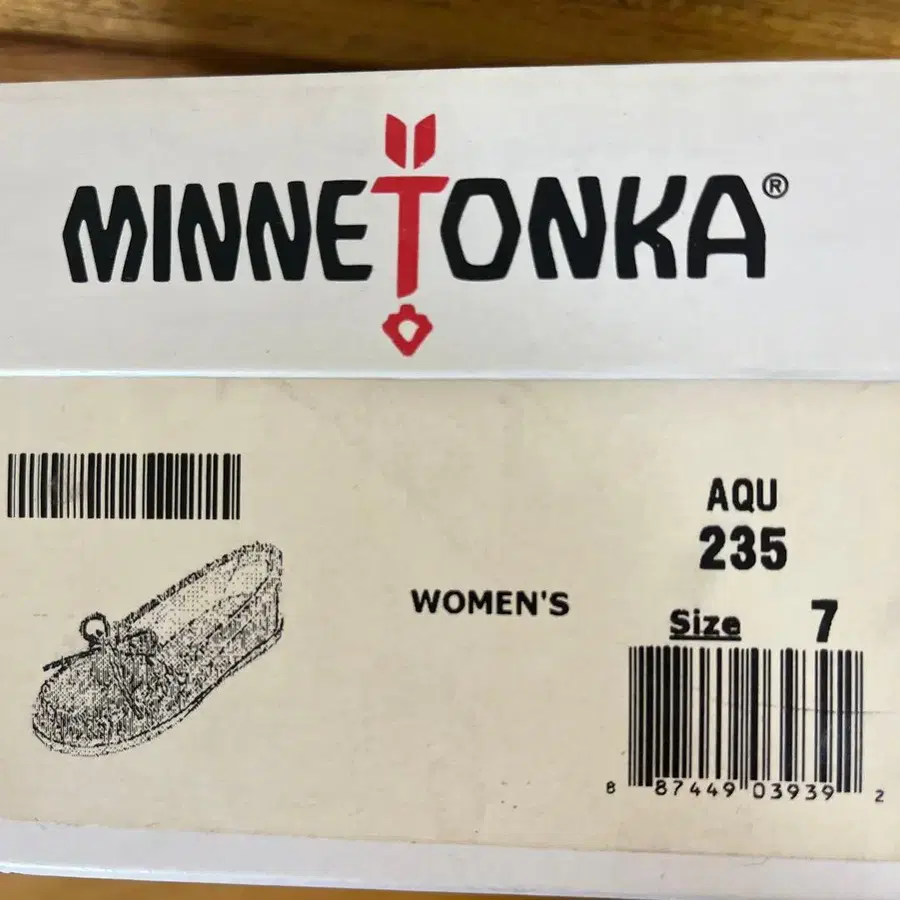 MINNETONKA®
AQU
235
WOMEN'S
Size 7
8 87449 03939 2